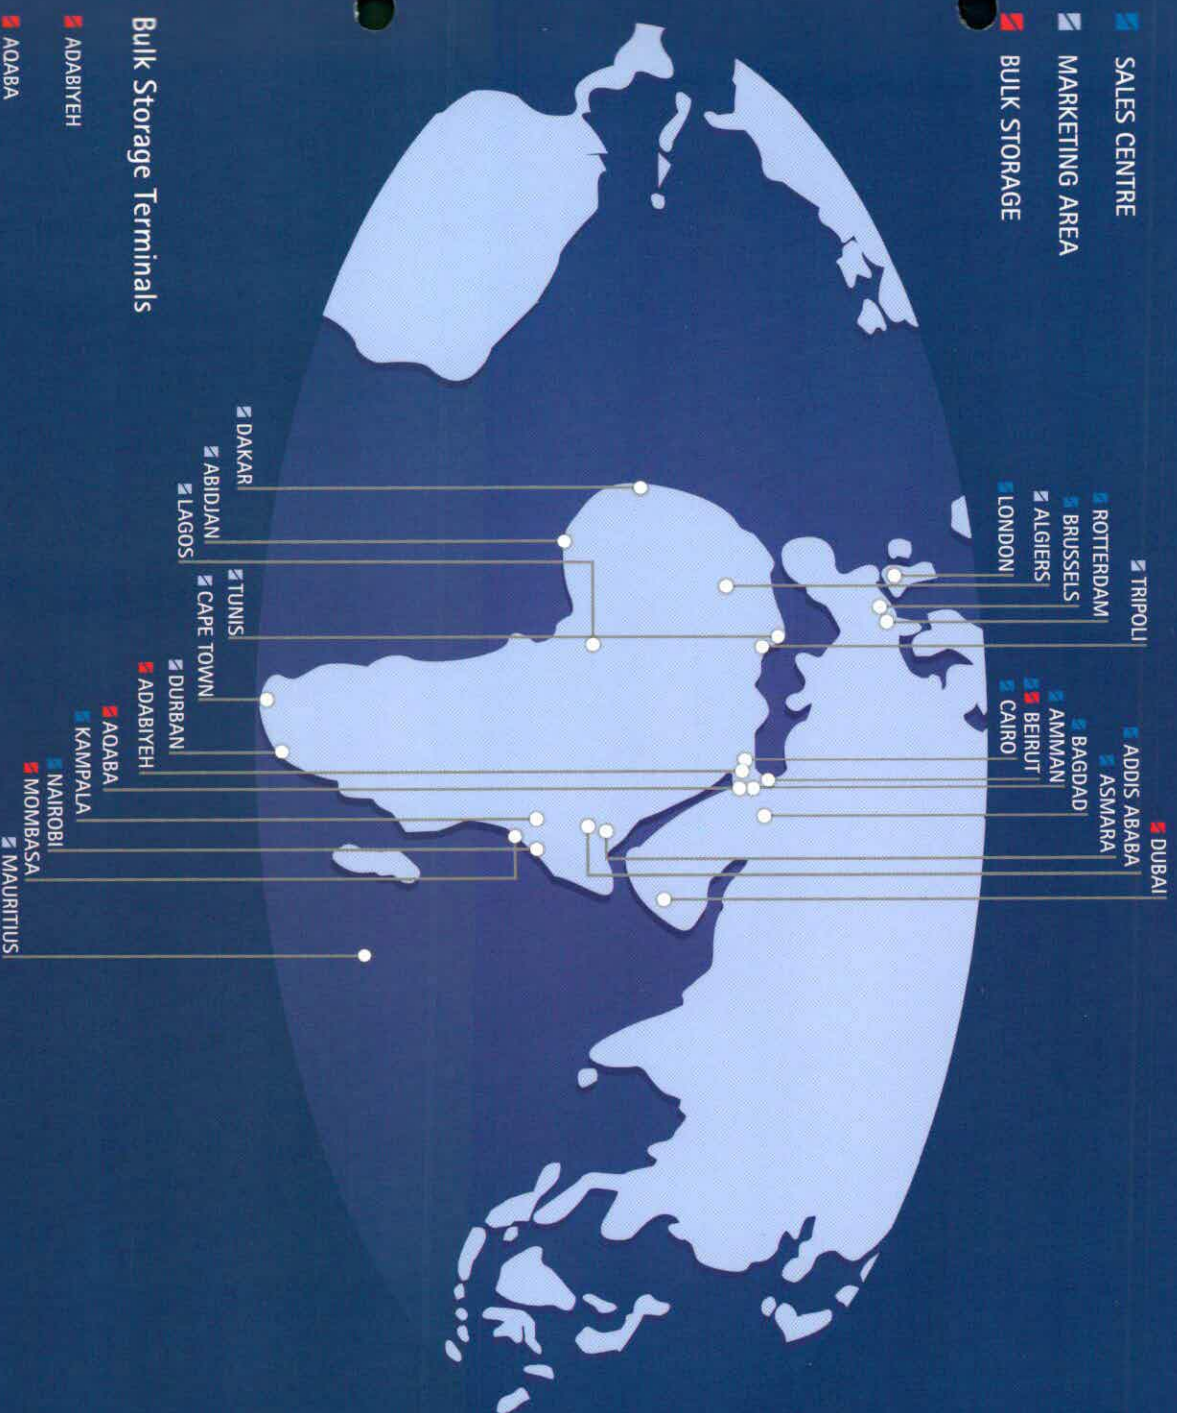 SALES CENTRE
MARKETING AREA
BULK STORAGE
DUBAI
ADDIS ABABA
ASMARA
BAGDAD
AMMAN
BEIRUT
CAIRO
TRIPOLI
ROTTERDAM
BRUSSELS
ALGIERS
LONDON
DAKAR
ABIDJAN
LAGOS
TUNIS
CAPE TOWN
DURBAN
ADABIYEH
AQABA
KAMPALA
NAIROBI
MOMBASA
MAURITIUS
Bulk Storage Terminals
ADABIYEH
AQABA